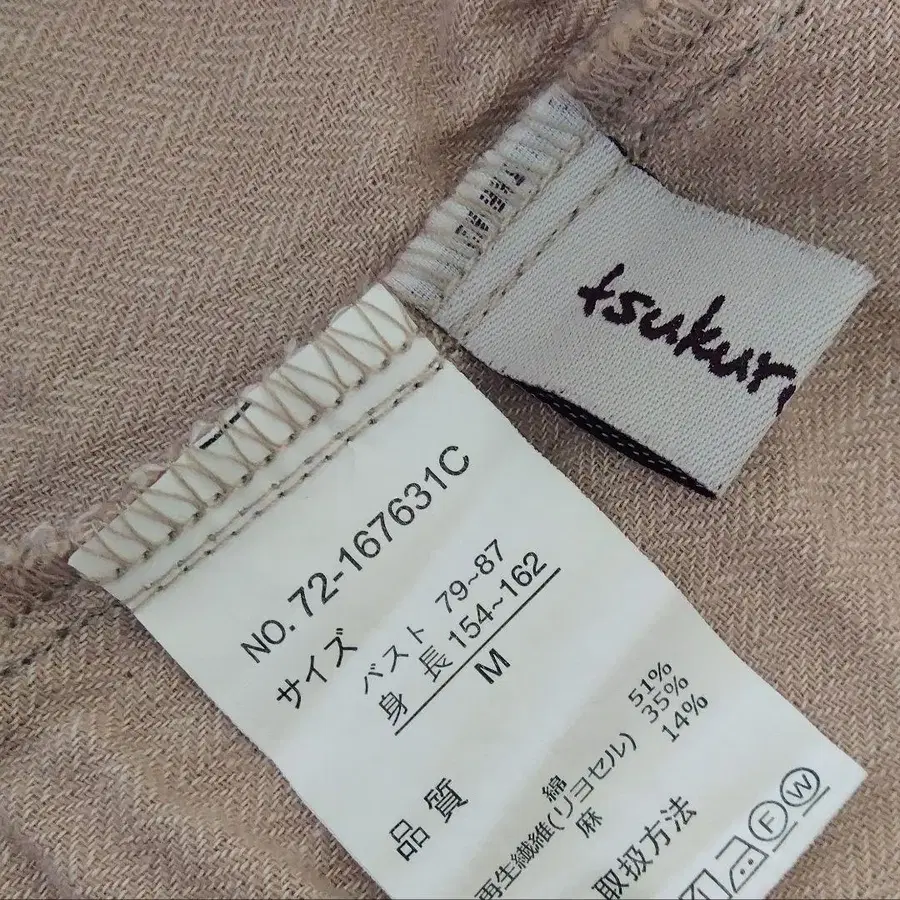 tsukur
NO. 72-167631C
サイズ
バスト 79~87
身 長 154~162
M
品 質
綿 51%
再生繊維(リヨセル) 35%
麻 14%
取扱方法
F W